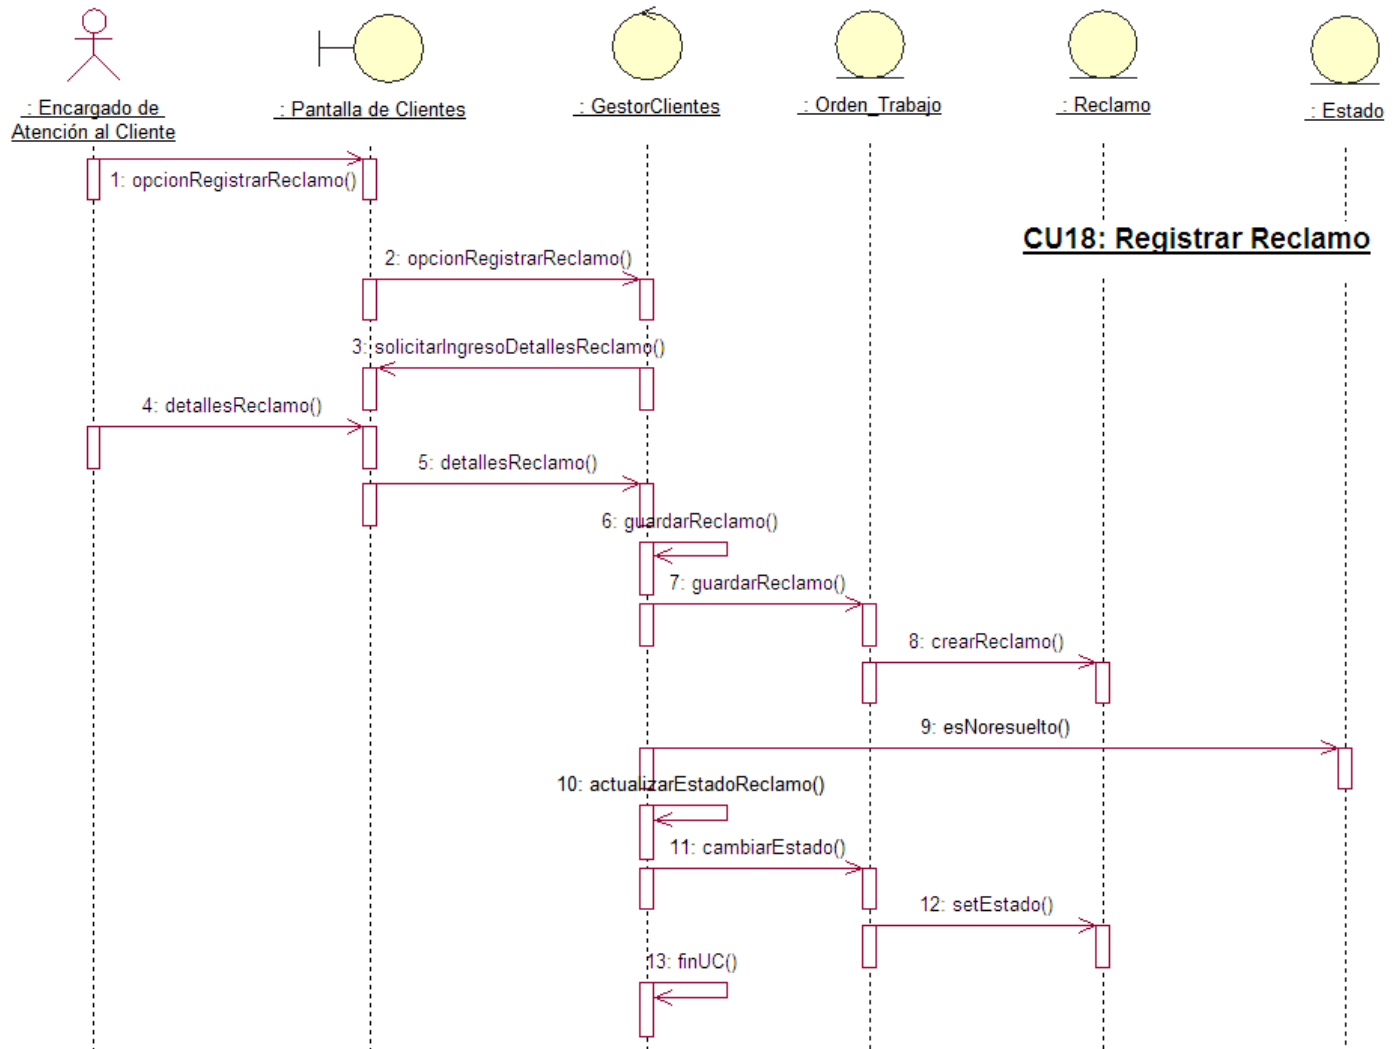 : Encargado de
Atención al Cliente
: Pantalla de Clientes
: GestorClientes
: Orden_Trabajo
: Reclamo
: Estado
1: opcionRegistrarReclamo()
CU18: Registrar Reclamo
2: opcionRegistrarReclamo()
3: solicitarIngresoDetallesReclamo()
4: detallesReclamo()
5: detallesReclamo()
6: guardarReclamo()
7: guardarReclamo()
8: crearReclamo()
9: esNoresuelto()
10: actualizarEstadoReclamo()
11: cambiarEstado()
12: setEstado()
13: finUC()